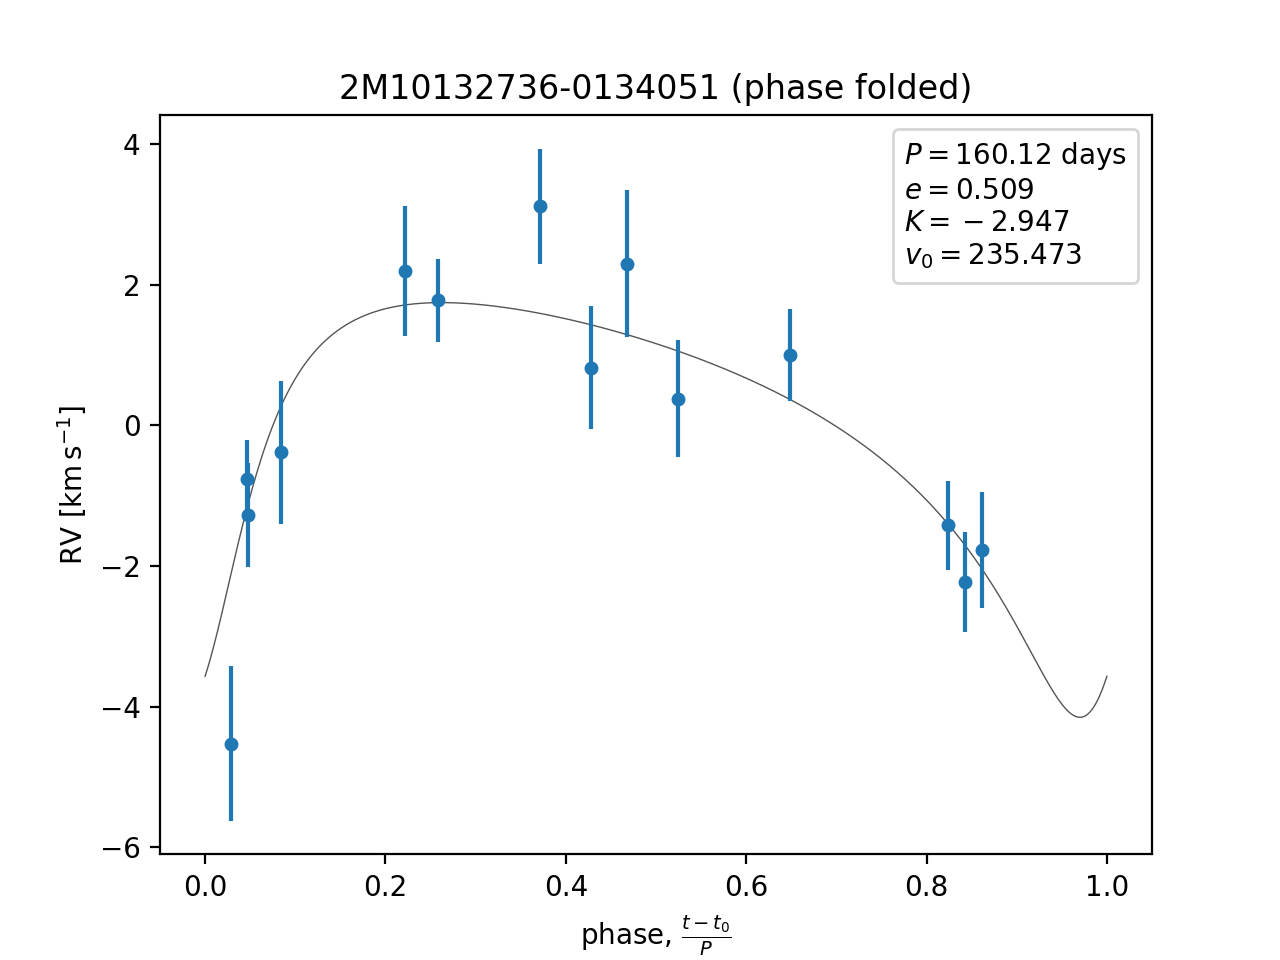 2M10132736-0134051 (phase folded)
P = 160.12 days
e = 0.509
K = −2.947
v₀ = 235.473
RV [km s⁻¹]
4
2
0
−2
−4
−6
0.0 0.2 0.4 0.6 0.8 1.0
phase, (t − t₀)/P